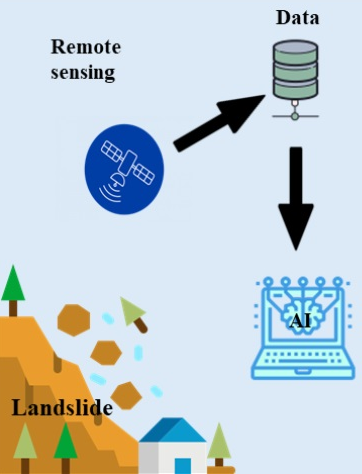 Data
Remote
sensing
AI
Landslide